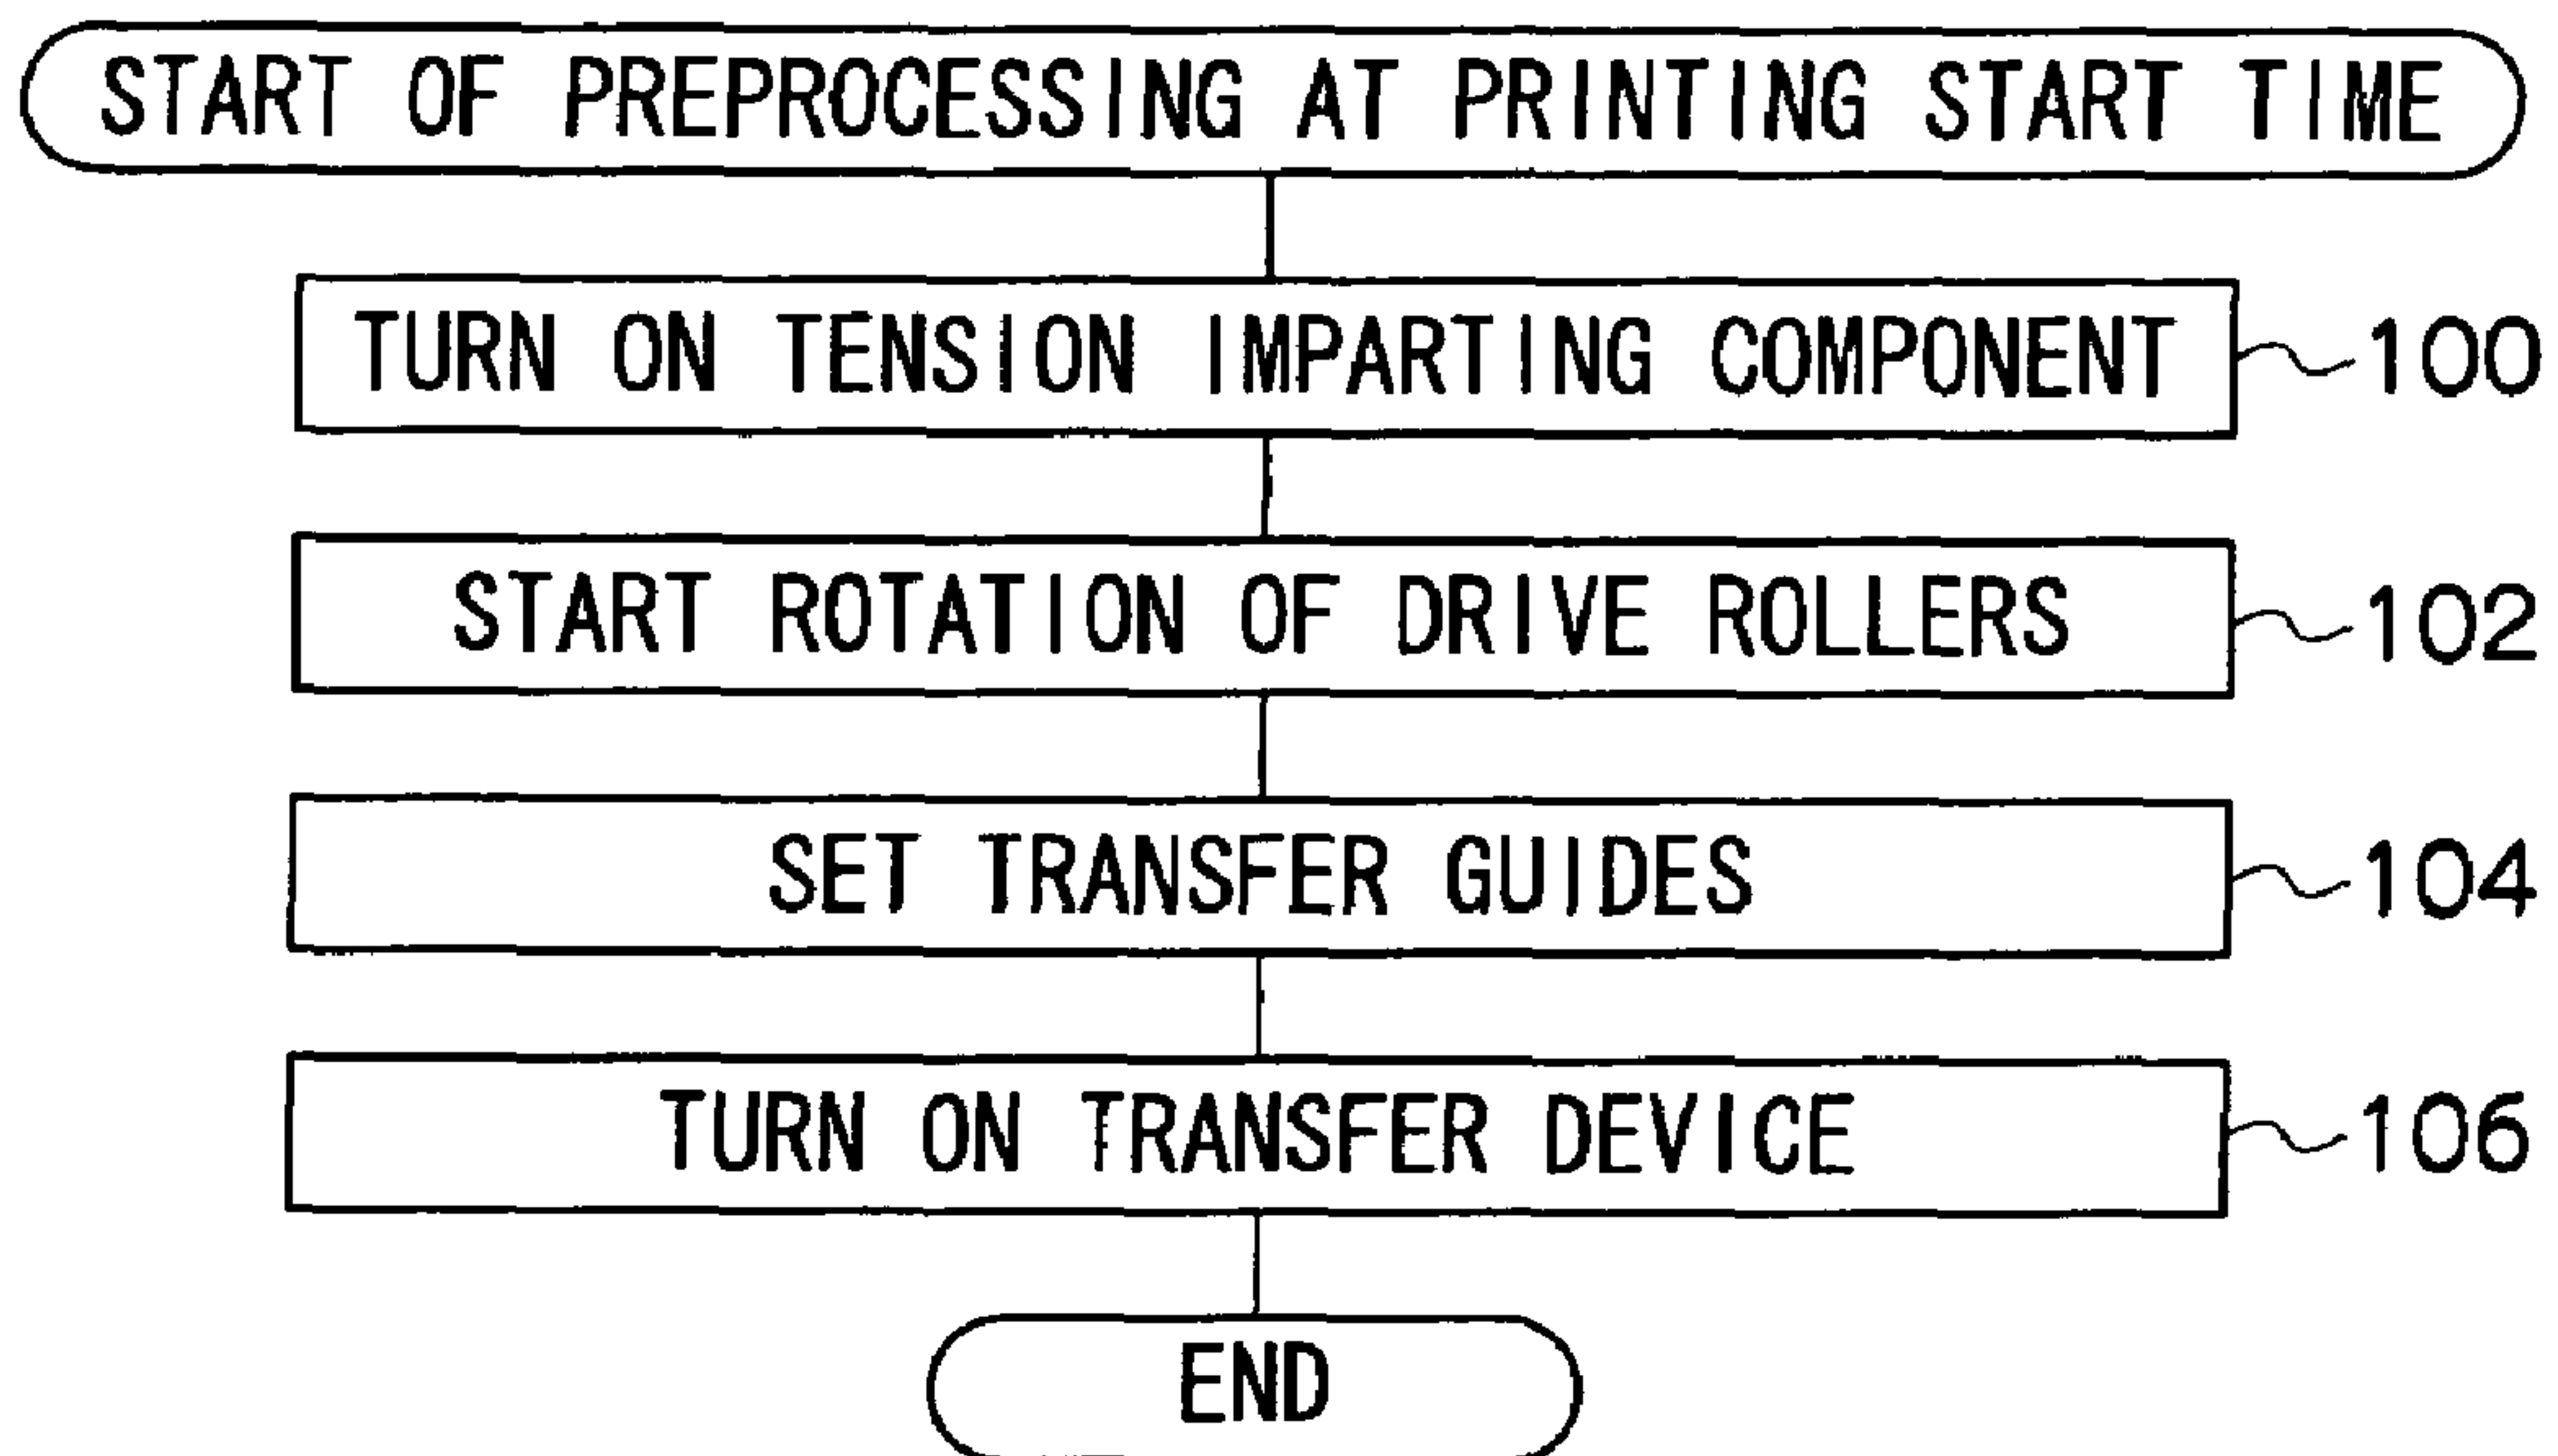 START OF PREPROCESSING AT PRINTING START TIME
TURN ON TENSION IMPARTING COMPONENT 100
START ROTATION OF DRIVE ROLLERS 102
SET TRANSFER GUIDES 104
TURN ON TRANSFER DEVICE 106
END